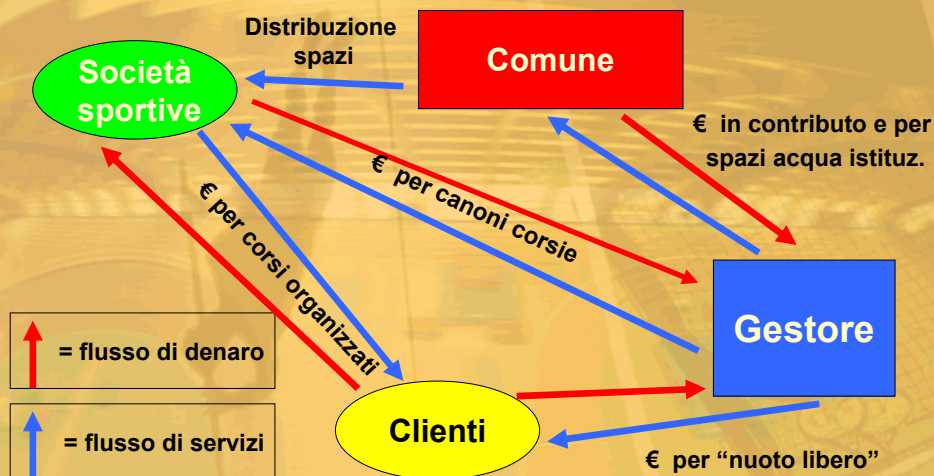 Distribuzione
spazi
Comune
Società
sportive
€ in contributo e per
spazi acqua istituz.
€ per canoni corsie
€ per corsi organizzati
Gestore
= flusso di denaro
Clienti
= flusso di servizi
€ per “nuoto libero”